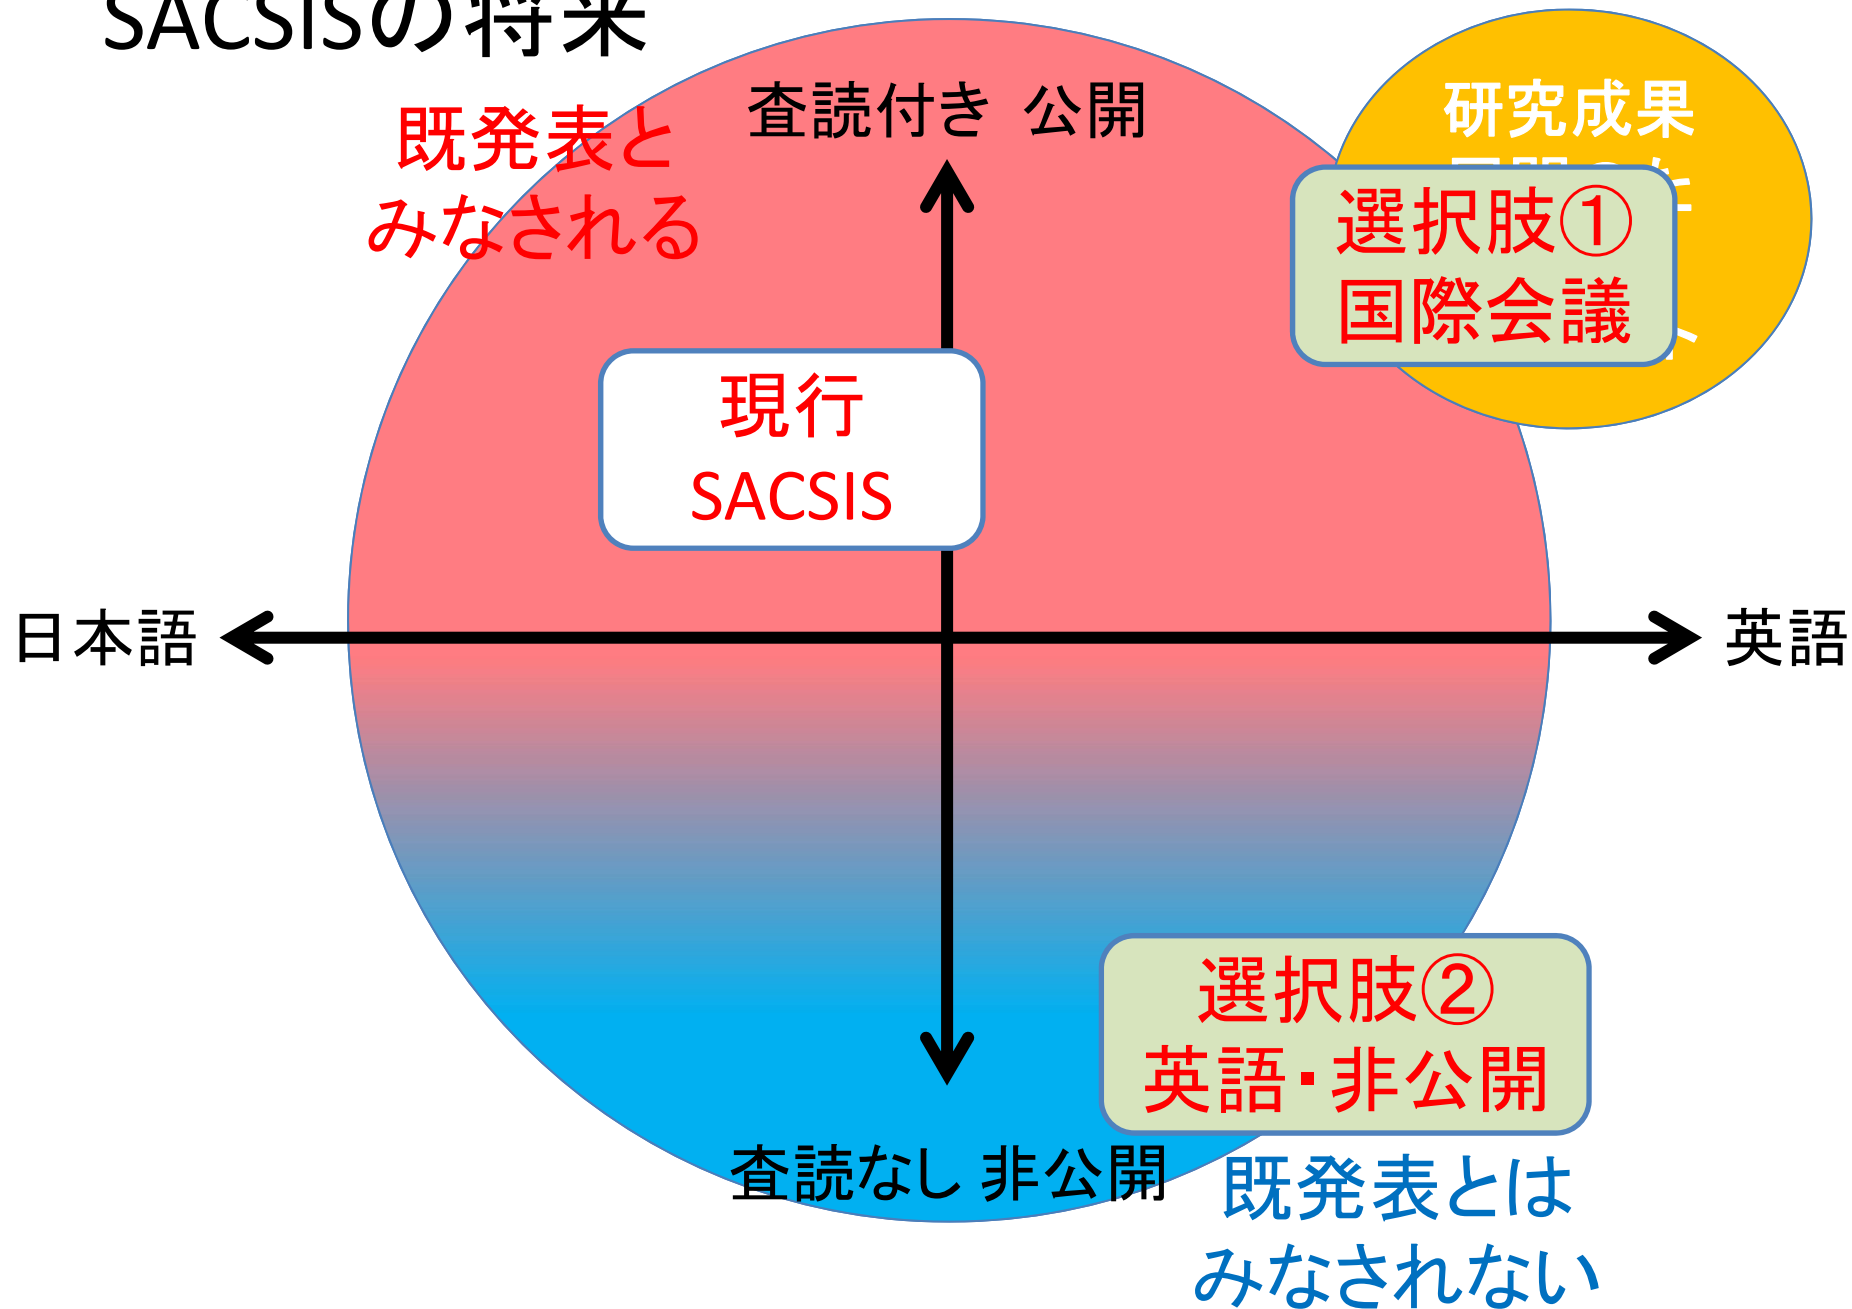 SACSISの将来
既発表と
みなされる
査読付き 公開
研究成果
選択肢①
国際会議
現行
SACSIS
日本語
英語
選択肢②
英語・非公開
査読なし 非公開
既発表とは
みなされない